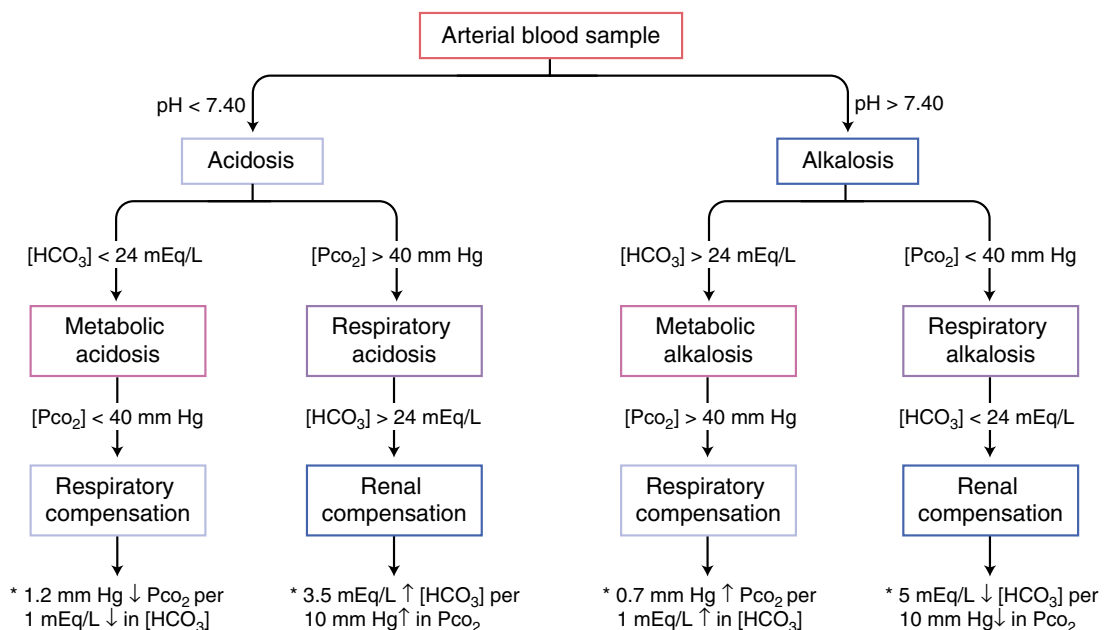 Arterial blood sample
pH < 7.40
pH > 7.40
Acidosis
Alkalosis
[HCO₃] < 24 mEq/L
[Pco₂] > 40 mm Hg
[HCO₃] > 24 mEq/L
[Pco₂] < 40 mm Hg
Metabolic
acidosis
Respiratory
acidosis
Metabolic
alkalosis
Respiratory
alkalosis
[Pco₂] < 40 mm Hg
[HCO₃] > 24 mEq/L
[Pco₂] > 40 mm Hg
[HCO₃] < 24 mEq/L
Respiratory
compensation
Renal
compensation
Respiratory
compensation
Renal
compensation
* 1.2 mm Hg ↓ Pco₂ per
1 mEq/L ↓ in [HCO₃]
* 3.5 mEq/L ↑ [HCO₃] per
10 mm Hg↑ in Pco₂
* 0.7 mm Hg ↑ Pco₂ per
1 mEq/L ↑ in [HCO₃]
* 5 mEq/L ↓ [HCO₃] per
10 mm Hg↓ in Pco₂